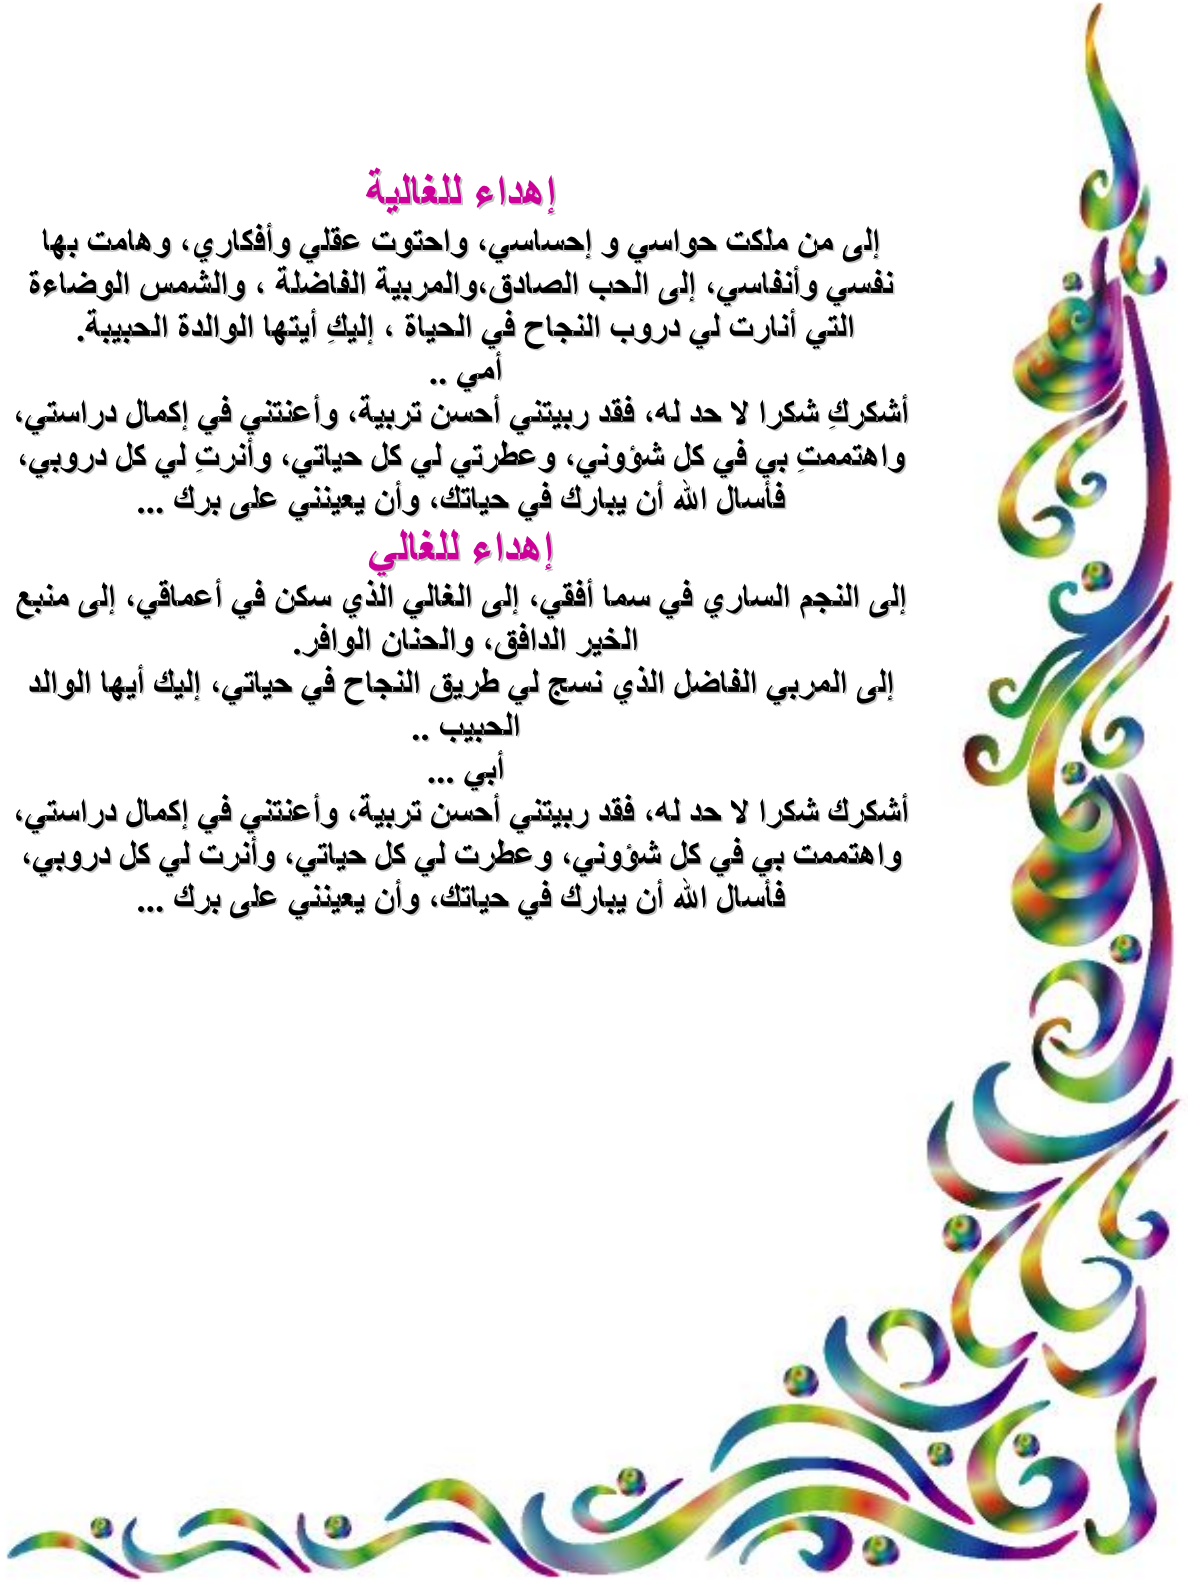 إهداء للغالية
إلى من ملكت حواسي و إحساسي، واحتوت عقلي وأفكاري، وهامت بها
نفسي وأنفاسي، إلى الحب الصادق،والمربية الفاضلة ، والشمس الوضاءة
التي أنارت لي دروب النجاح في الحياة ، إليكِ أيتها الوالدة الحبيبة.
أمي ..
أشكركِ شكرا لا حد له، فقد ربيتني أحسن تربية، وأعنتني في إكمال دراستي،
واهتممتِ بي في كل شؤوني، وعطرتي لي كل حياتي، وأنرتِ لي كل دروبي،
فأسال الله أن يبارك في حياتك، وأن يعينني على برك ...
إهداء للغالي
إلى النجم الساري في سما أفقي، إلى الغالي الذي سكن في أعماقي، إلى منبع
الخير الدافق، والحنان الوافر.
إلى المربي الفاضل الذي نسج لي طريق النجاح في حياتي، إليك أيها الوالد
الحبيب ..
أبي ...
أشكرك شكرا لا حد له، فقد ربيتني أحسن تربية، وأعنتني في إكمال دراستي،
واهتممت بي في كل شؤوني، وعطرت لي كل حياتي، وأنرت لي كل دروبي،
فأسال الله أن يبارك في حياتك، وأن يعينني على برك ...